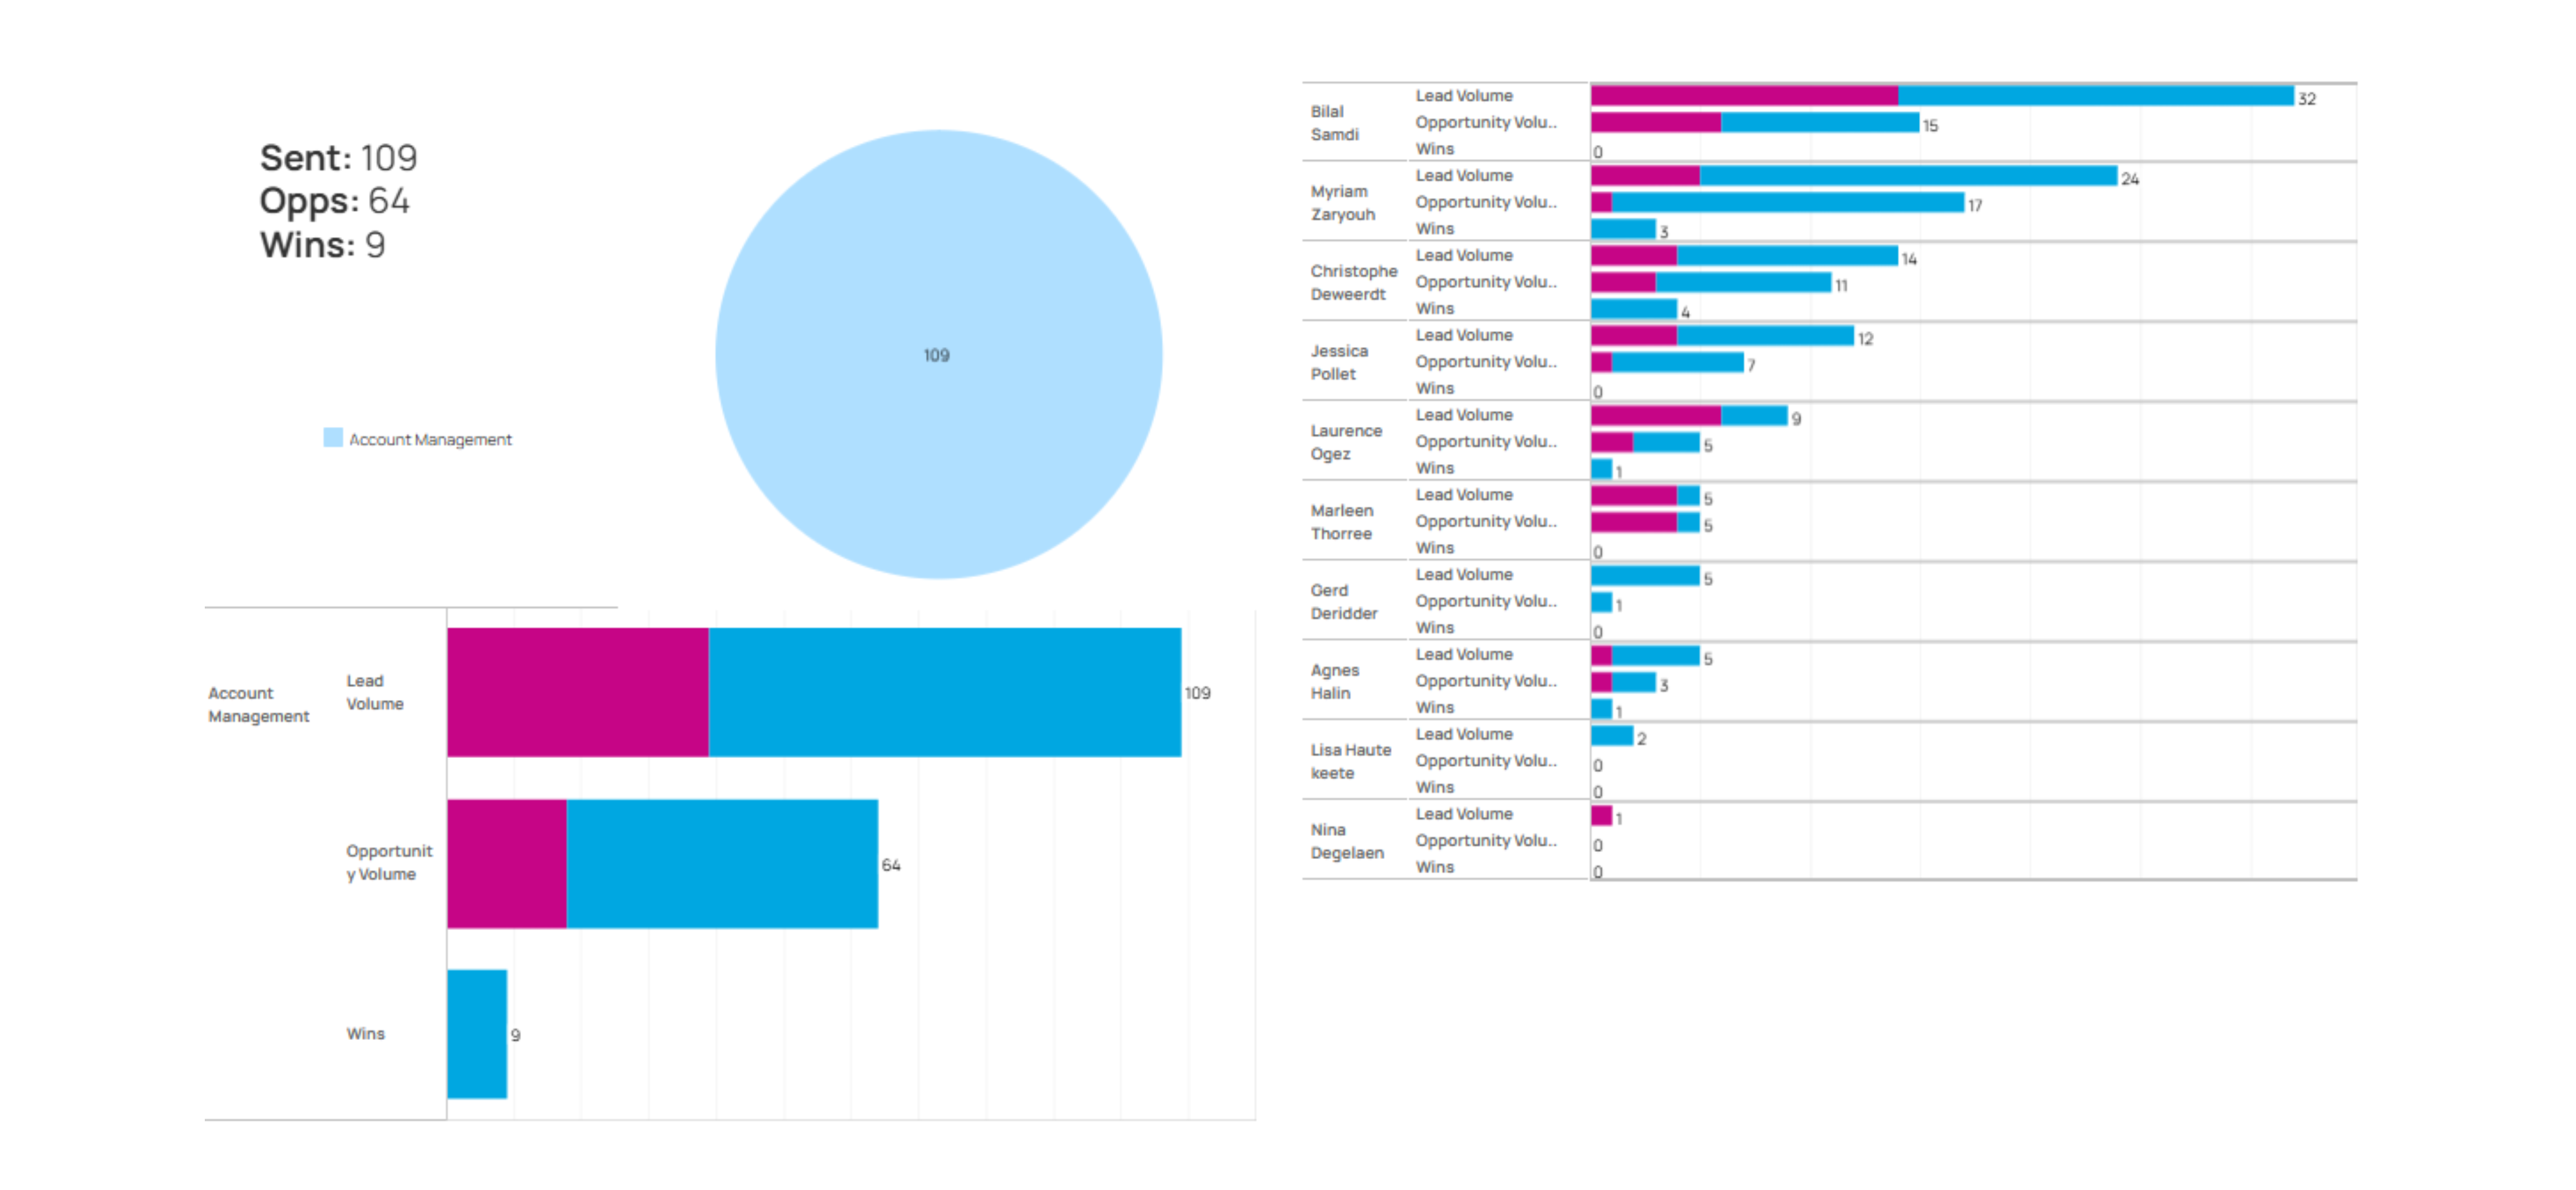 Sent: 109
Opps: 64
Wins: 9
109
Account Management
Account
Management
Lead
Volume
109
Opportunit
y Volume
64
Wins
9
Bilal
Samdi
Lead Volume
32
Opportunity Volu..
15
Wins
0
Myriam
Zaryouh
Lead Volume
24
Opportunity Volu..
17
Wins
3
Christophe
Deweerdt
Lead Volume
14
Opportunity Volu..
11
Wins
4
Jessica
Pollet
Lead Volume
12
Opportunity Volu..
7
Wins
0
Laurence
Ogez
Lead Volume
9
Opportunity Volu..
5
Wins
1
Marleen
Thorree
Lead Volume
5
Opportunity Volu..
5
Wins
0
Gerd
Deridder
Lead Volume
5
Opportunity Volu..
1
Wins
0
Agnes
Halin
Lead Volume
5
Opportunity Volu..
3
Wins
1
Lisa Haute
keete
Lead Volume
2
Opportunity Volu..
0
Wins
0
Nina
Degelaen
Lead Volume
1
Opportunity Volu..
0
Wins
0